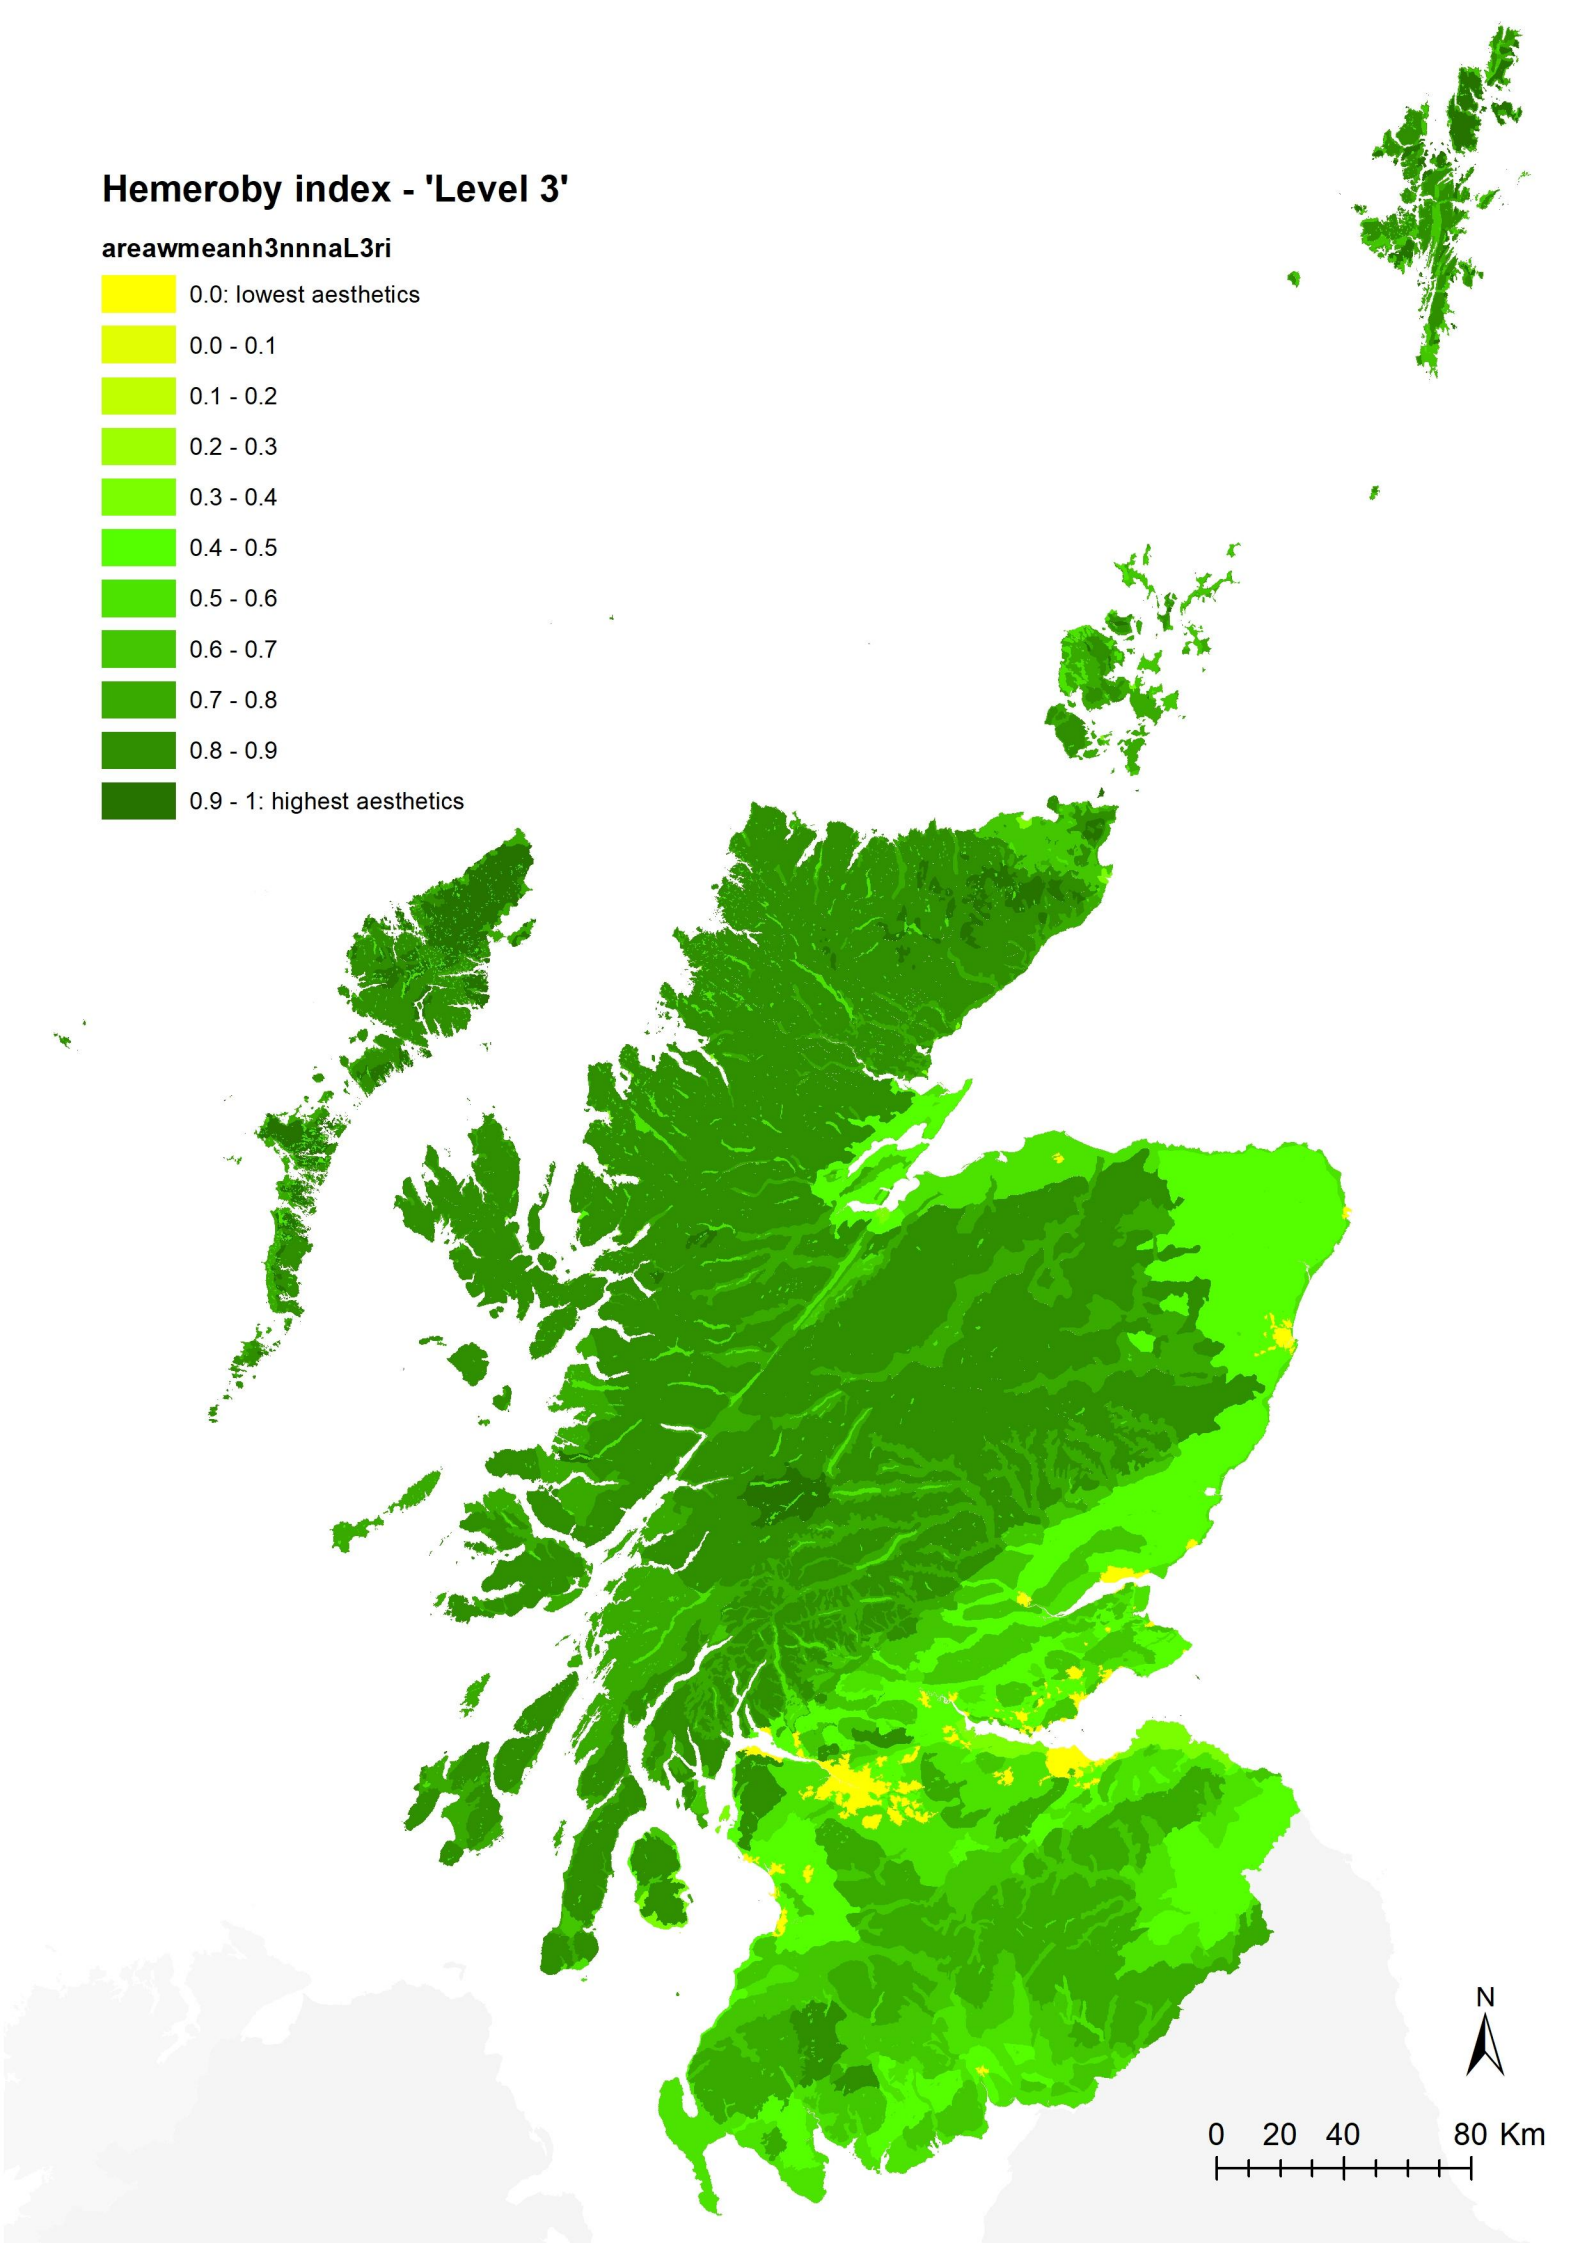 Hemeroby index - 'Level 3'
areawmeanh3nnnaL3ri
0.0: lowest aesthetics
0.0 - 0.1
0.1 - 0.2
0.2 - 0.3
0.3 - 0.4
0.4 - 0.5
0.5 - 0.6
0.6 - 0.7
0.7 - 0.8
0.8 - 0.9
0.9 - 1: highest aesthetics
N
0 20 40 80 Km